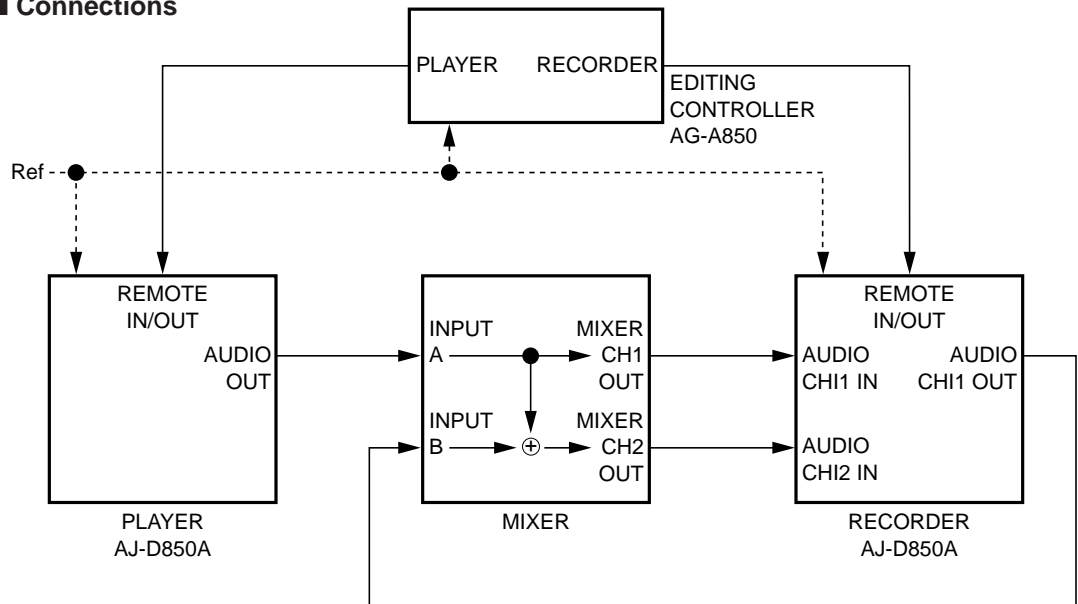 Connections
PLAYER RECORDER
EDITING
CONTROLLER
AG-A850
Ref
REMOTE
IN/OUT
AUDIO
OUT
PLAYER
AJ-D850A
INPUT
A
MIXER
CH1
OUT
INPUT
B
+
MIXER
CH2
OUT
MIXER
REMOTE
IN/OUT
AUDIO
CHI1 IN
AUDIO
CHI1 OUT
AUDIO
CHI2 IN
RECORDER
AJ-D850A